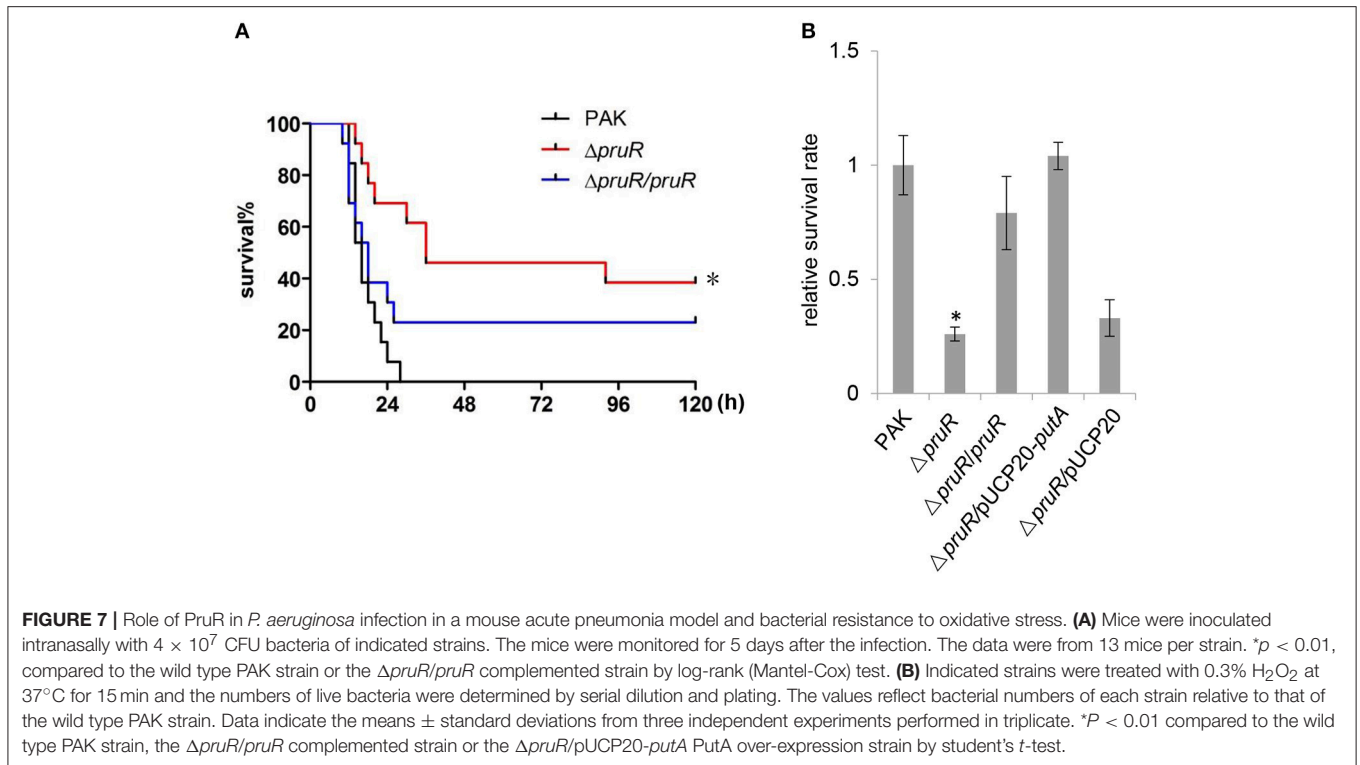 A
PAK
ΔpruR
ΔpruR/pruR
survival%
100
80
60
40
20
0
0
24
48
72
96
120 (h)
*
B
relative survival rate
1.5
1
0.5
0
*
PAK
△pruR
△pruR/pruR
△pruR/pUCP20-putA
△pruR/pUCP20
FIGURE 7 | Role of PruR in P. aeruginosa infection in a mouse acute pneumonia model and bacterial resistance to oxidative stress. (A) Mice were inoculated
intranasally with 4 × 10⁷ CFU bacteria of indicated strains. The mice were monitored for 5 days after the infection. The data were from 13 mice per strain. *p < 0.01,
compared to the wild type PAK strain or the ΔpruR/pruR complemented strain by log-rank (Mantel-Cox) test. (B) Indicated strains were treated with 0.3% H₂O₂ at
37°C for 15 min and the numbers of live bacteria were determined by serial dilution and plating. The values reflect bacterial numbers of each strain relative to that of
the wild type PAK strain. Data indicate the means ± standard deviations from three independent experiments performed in triplicate. *P < 0.01 compared to the wild
type PAK strain, the ΔpruR/pruR complemented strain or the ΔpruR/pUCP20-putA PutA over-expression strain by student's t-test.